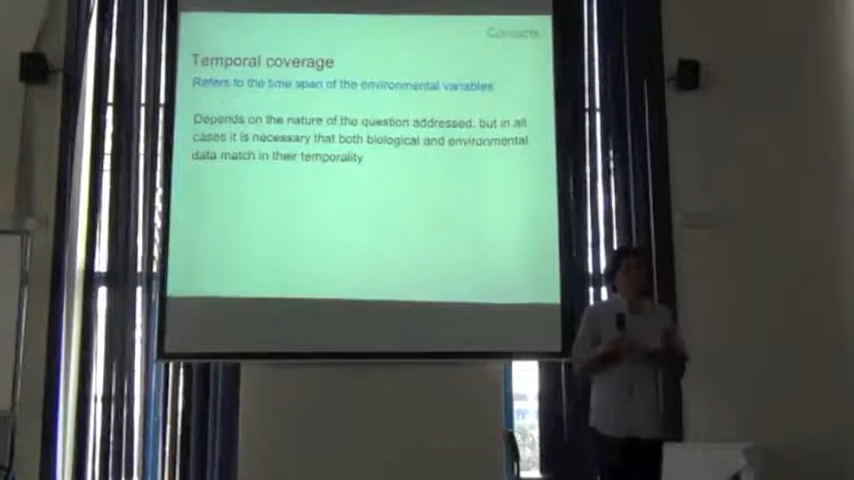 Concepts
Temporal coverage
Refers to the time span of the environmental variables
Depends on the nature of the question addressed, but in all
cases it is necessary that both biological and environmental
data match in their temporality